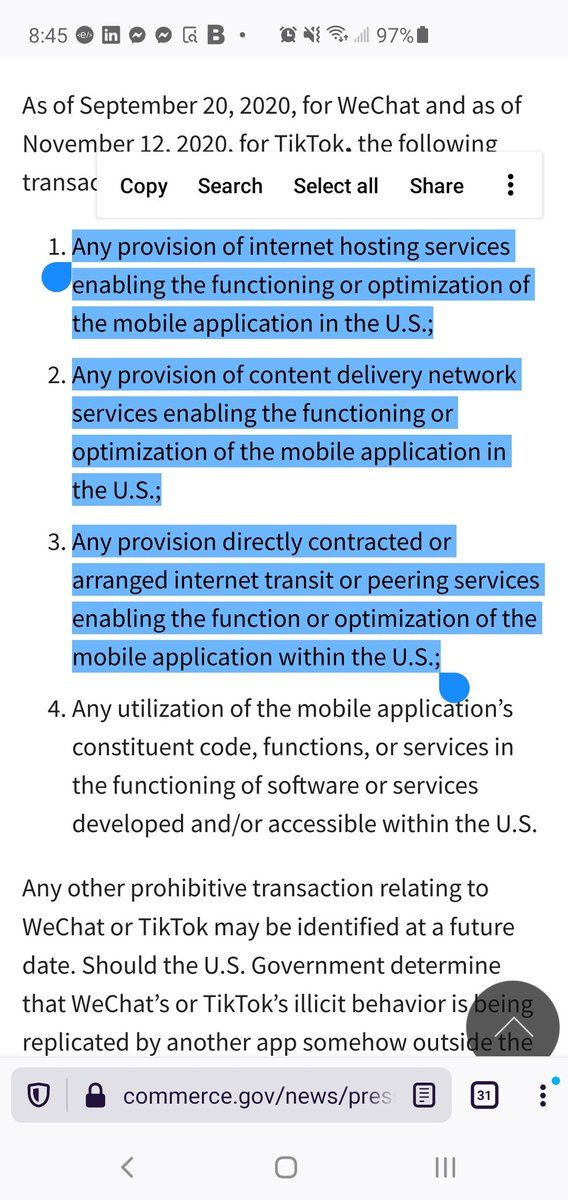 8:45 B 97%
As of September 20, 2020, for WeChat and as of
November 12, 2020, for TikTok, the following
transac
Copy Search Select all Share
1. Any provision of internet hosting services
enabling the functioning or optimization of
the mobile application in the U.S.;
2. Any provision of content delivery network
services enabling the functioning or
optimization of the mobile application in
the U.S.;
3. Any provision directly contracted or
arranged internet transit or peering services
enabling the function or optimization of the
mobile application within the U.S.;
4. Any utilization of the mobile application’s
constituent code, functions, or services in
the functioning of software or services
developed and/or accessible within the U.S.
Any other prohibitive transaction relating to
WeChat or TikTok may be identified at a future
date. Should the U.S. Government determine
that WeChat’s or TikTok’s illicit behavior is being
replicated by another app somehow outside the
commerce.gov/news/pres 31